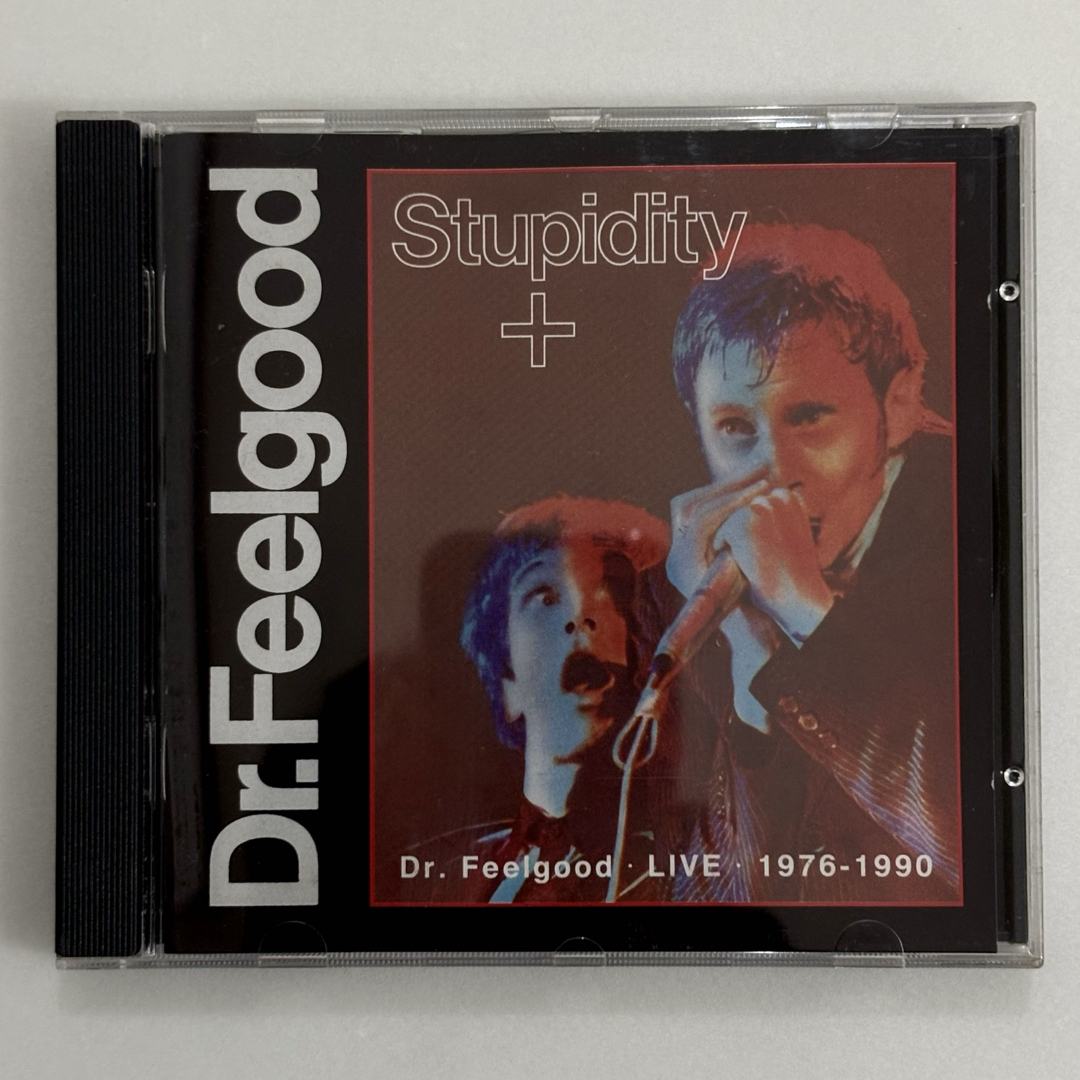 Dr.Feelgood
Stupidity
+
Dr. Feelgood · LIVE · 1976-1990